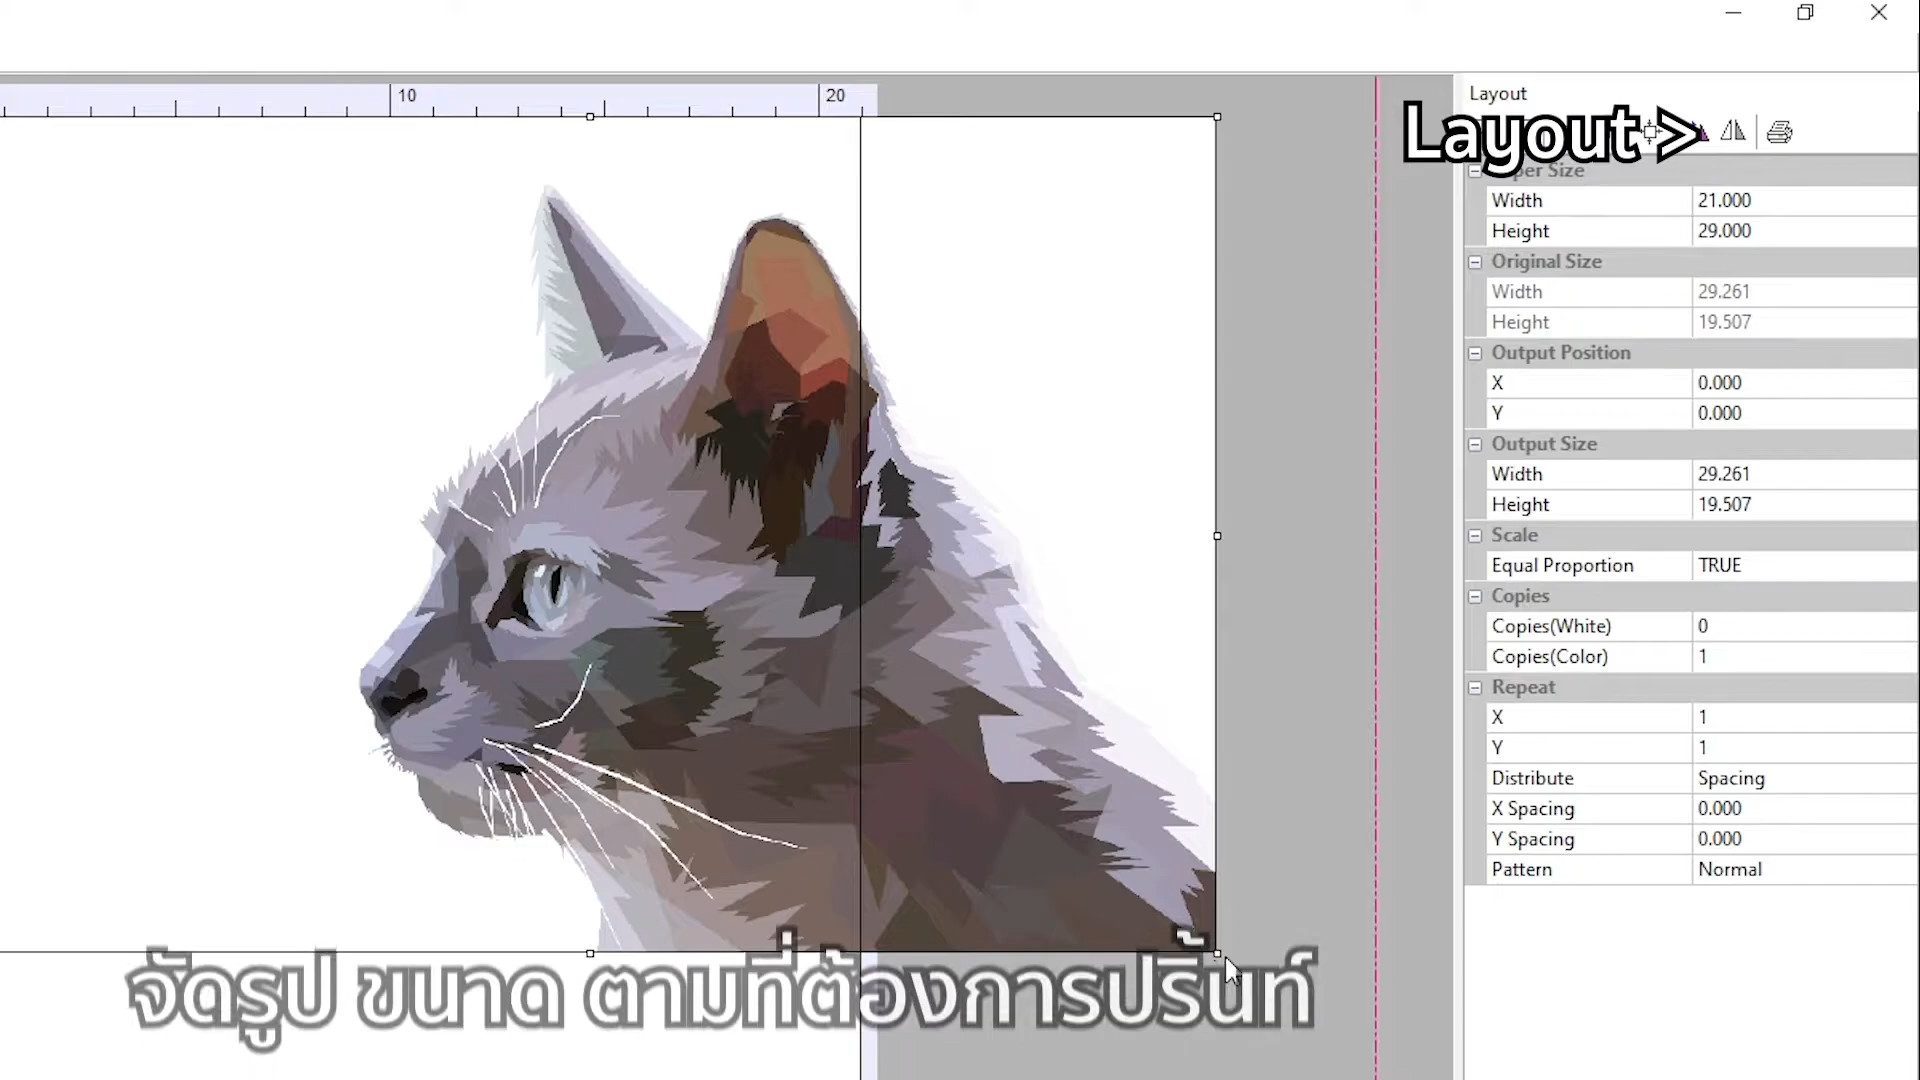 10
20
Layout
Layout >
per Size
Width 21.000
Height 29.000
Original Size
Width 29.261
Height 19.507
Output Position
X 0.000
Y 0.000
Output Size
Width 29.261
Height 19.507
Scale
Equal Proportion TRUE
Copies
Copies(White) 0
Copies(Color) 1
Repeat
X 1
Y 1
Distribute Spacing
X Spacing 0.000
Y Spacing 0.000
Pattern Normal
จัดรูป ขนาด ตามที่ต้องการปริ้นท์